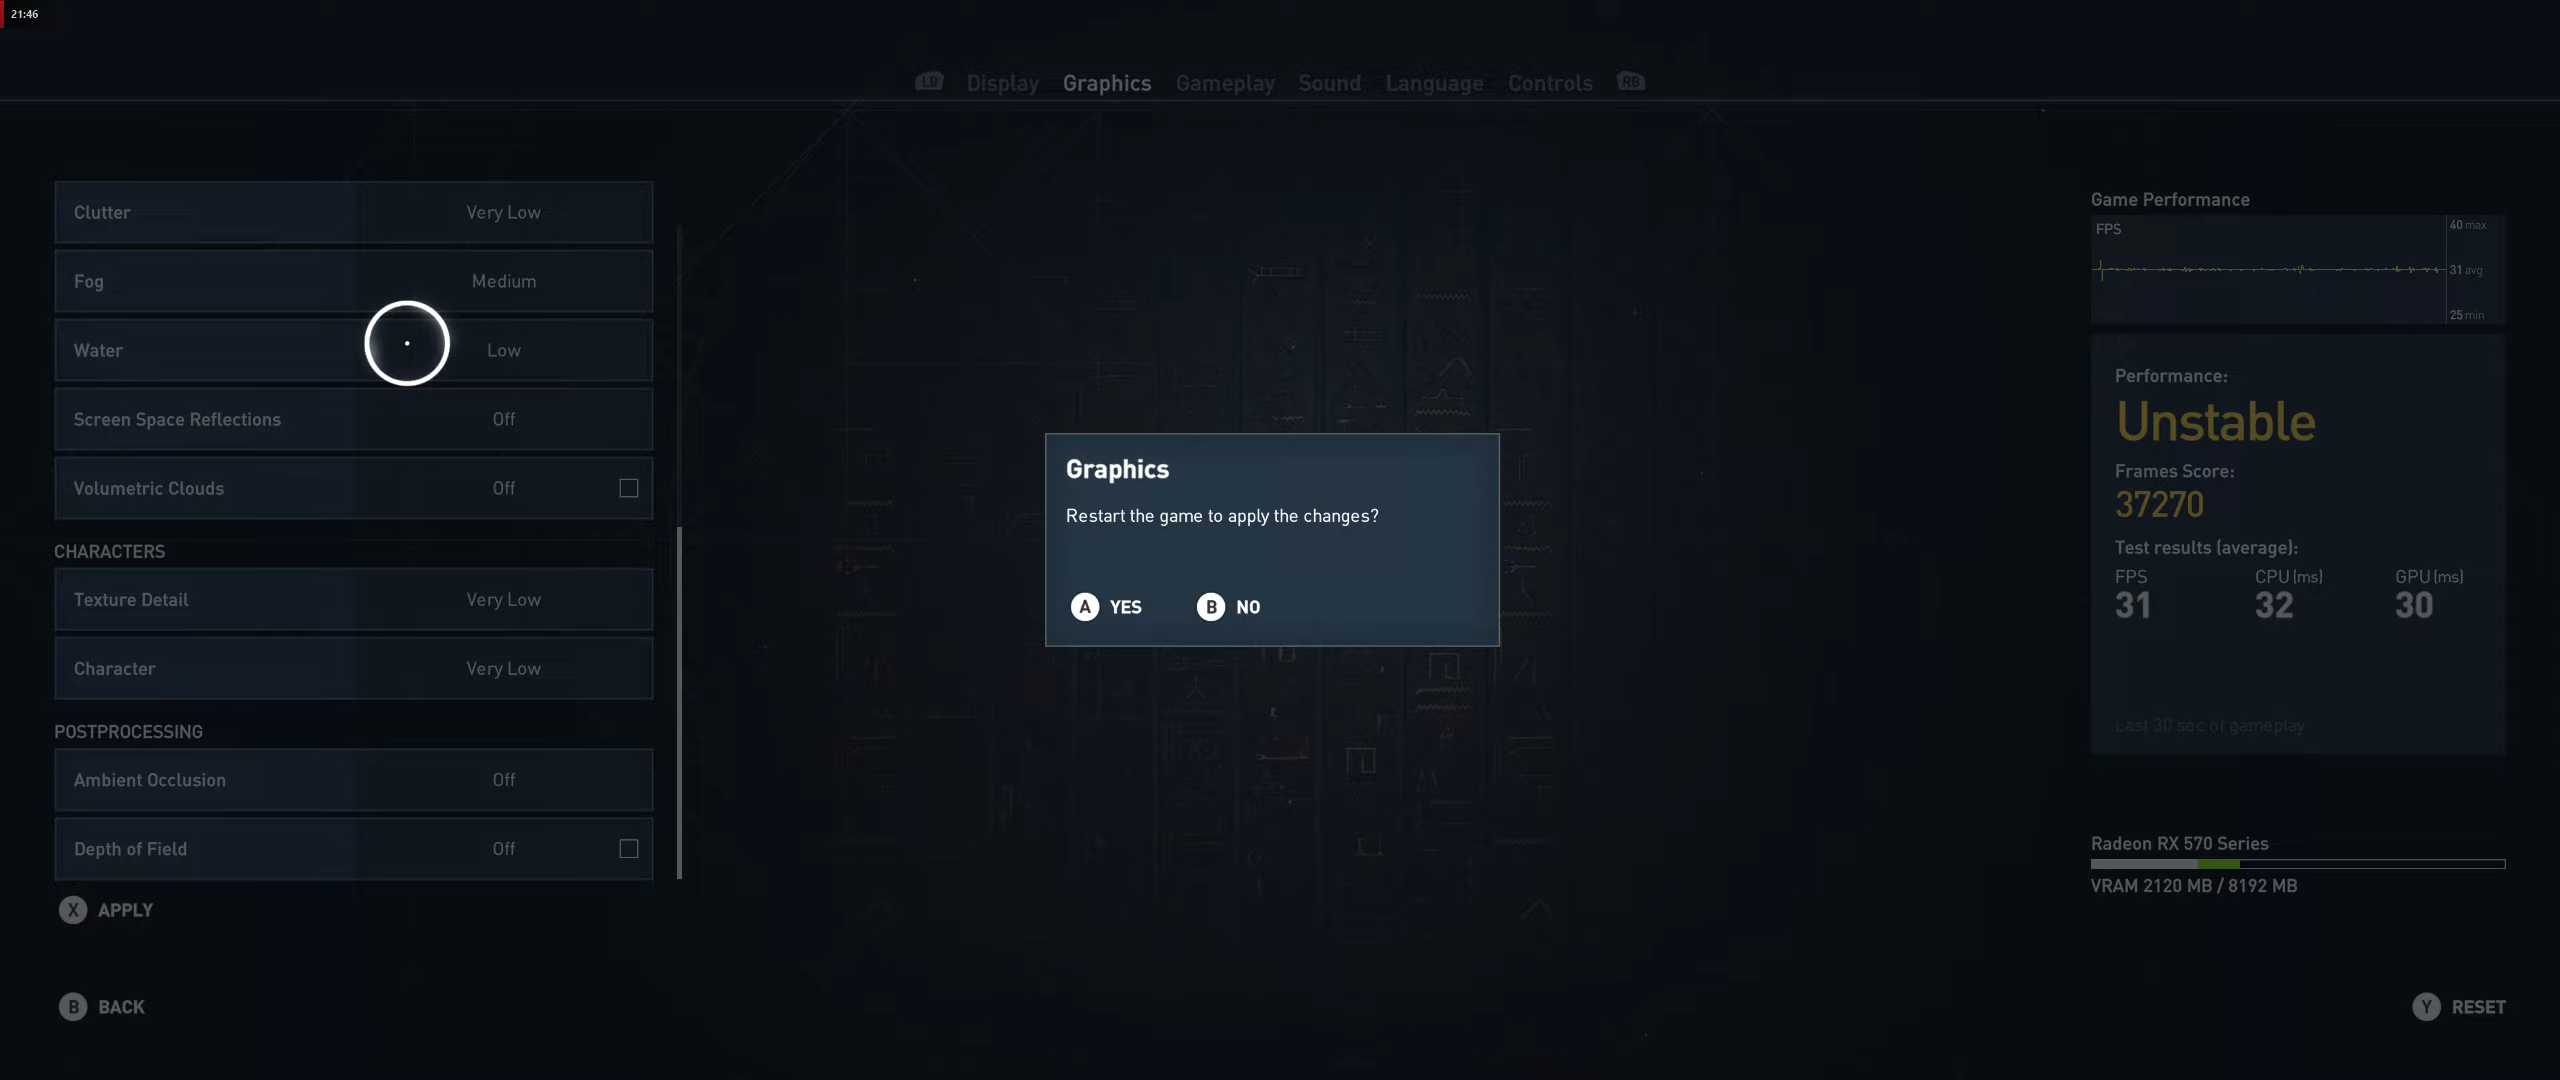 21:46
LB Display Graphics Gameplay Sound Language Controls RB
Clutter Very Low
Fog Medium
Water Low
Screen Space Reflections Off
Volumetric Clouds Off
CHARACTERS
Texture Detail Very Low
Character Very Low
POSTPROCESSING
Ambient Occlusion Off
Depth of Field Off
X APPLY
B BACK
Graphics
Restart the game to apply the changes?
A YES B NO
Game Performance
FPS
40 max
31 avg
25 min
Performance:
Unstable
Frames Score:
37270
Test results (average):
FPS CPU (ms) GPU (ms)
31 32 30
Last 30 sec of gameplay
Radeon RX 570 Series
VRAM 2120 MB / 8192 MB
Y RESET